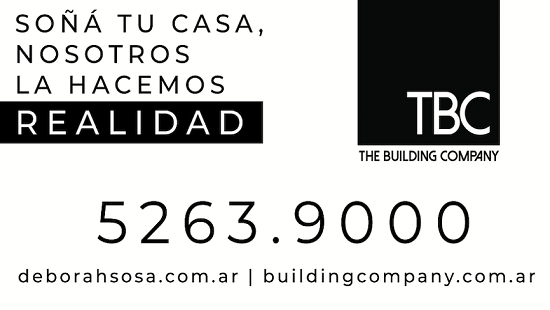 SOÑÁ TU CASA,
NOSOTROS
LA HACEMOS
REALIDAD
TBC
THE BUILDING COMPANY
5263.9000
deborahsosa.com.ar | buildingcompany.com.ar